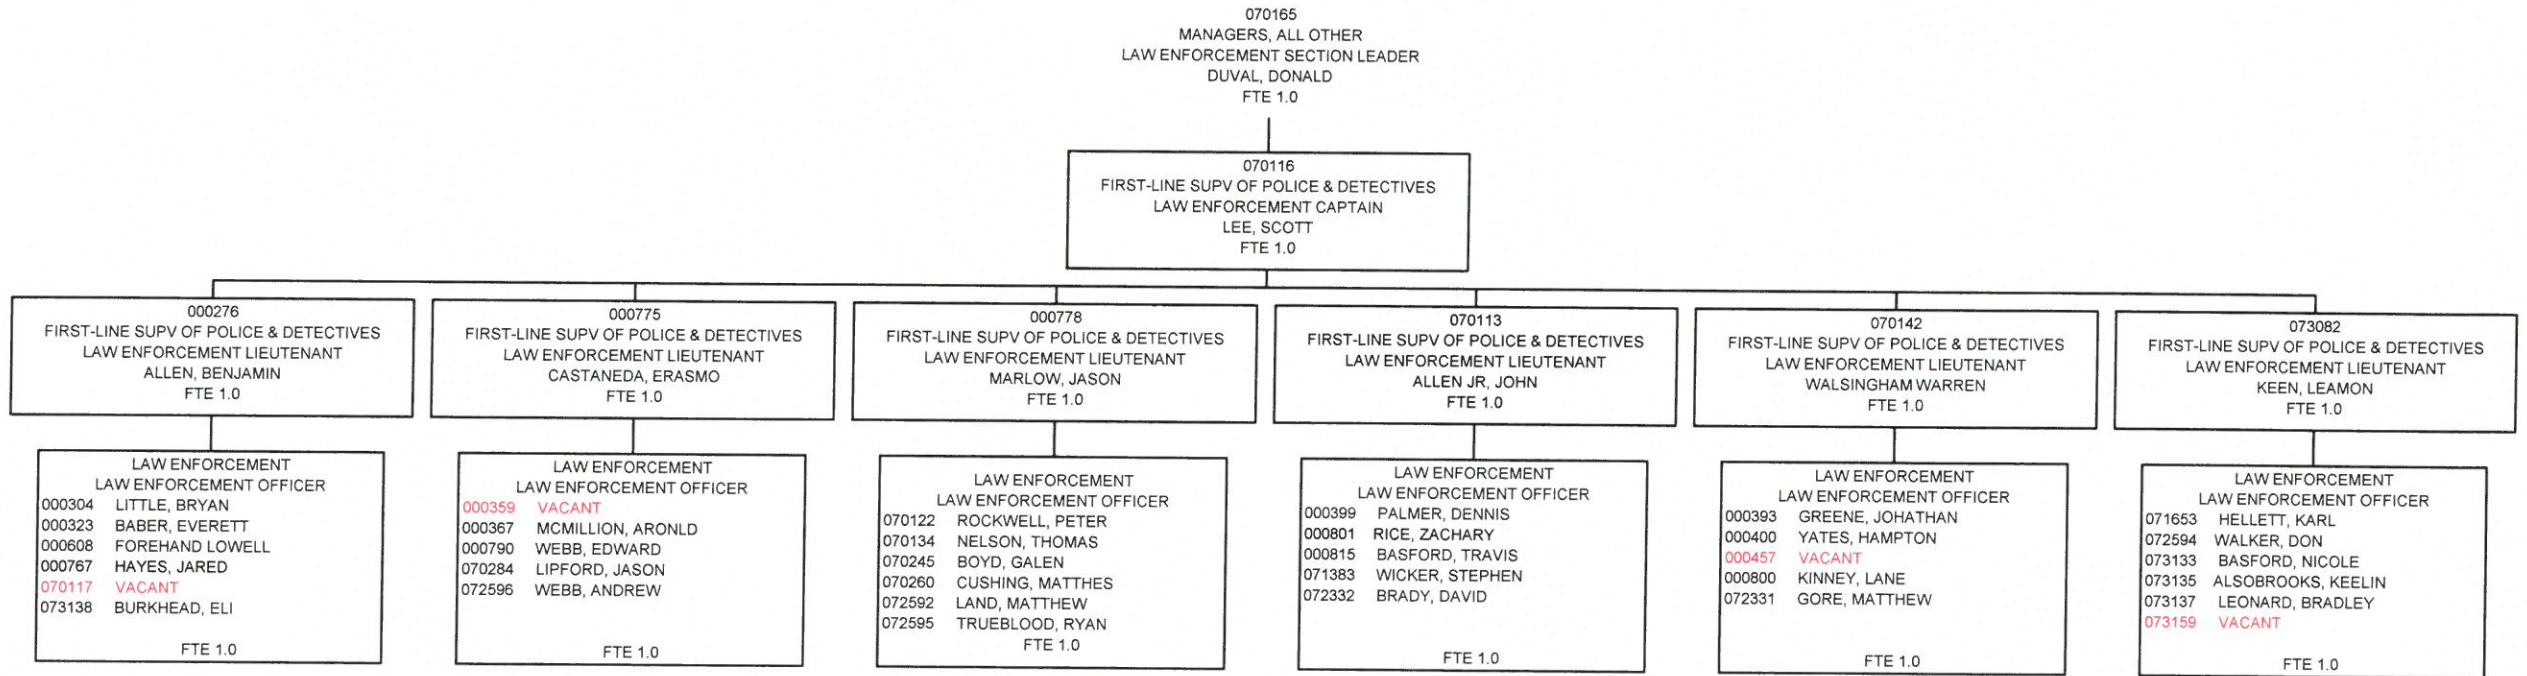 070165
MANAGERS, ALL OTHER
LAW ENFORCEMENT SECTION LEADER
DUVAL, DONALD
FTE 1.0
070116
FIRST-LINE SUPV OF POLICE & DETECTIVES
LAW ENFORCEMENT CAPTAIN
LEE, SCOTT
FTE 1.0
000276
FIRST-LINE SUPV OF POLICE & DETECTIVES
LAW ENFORCEMENT LIEUTENANT
ALLEN, BENJAMIN
FTE 1.0
000775
FIRST-LINE SUPV OF POLICE & DETECTIVES
LAW ENFORCEMENT LIEUTENANT
CASTANEDA, ERASMO
FTE 1.0
000778
FIRST-LINE SUPV OF POLICE & DETECTIVES
LAW ENFORCEMENT LIEUTENANT
MARLOW, JASON
FTE 1.0
070113
FIRST-LINE SUPV OF POLICE & DETECTIVES
LAW ENFORCEMENT LIEUTENANT
ALLEN JR, JOHN
FTE 1.0
070142
FIRST-LINE SUPV OF POLICE & DETECTIVES
LAW ENFORCEMENT LIEUTENANT
WALSINGHAM WARREN
FTE 1.0
073082
FIRST-LINE SUPV OF POLICE & DETECTIVES
LAW ENFORCEMENT LIEUTENANT
KEEN, LEAMON
FTE 1.0
LAW ENFORCEMENT
LAW ENFORCEMENT OFFICER
000304 LITTLE, BRYAN
000323 BABER, EVERETT
000608 FOREHAND LOWELL
000767 HAYES, JARED
070117 VACANT
073138 BURKHEAD, ELI
FTE 1.0
LAW ENFORCEMENT
LAW ENFORCEMENT OFFICER
000359 VACANT
000367 MCMILLION, ARONLD
000790 WEBB, EDWARD
070284 LIPFORD, JASON
072596 WEBB, ANDREW
FTE 1.0
LAW ENFORCEMENT
LAW ENFORCEMENT OFFICER
070122 ROCKWELL, PETER
070134 NELSON, THOMAS
070245 BOYD, GALEN
070260 CUSHING, MATTHES
072592 LAND, MATTHEW
072595 TRUEBLOOD, RYAN
FTE 1.0
LAW ENFORCEMENT
LAW ENFORCEMENT OFFICER
000399 PALMER, DENNIS
000801 RICE, ZACHARY
000815 BASFORD, TRAVIS
071383 WICKER, STEPHEN
072332 BRADY, DAVID
FTE 1.0
LAW ENFORCEMENT
LAW ENFORCEMENT OFFICER
000393 GREENE, JOHATHAN
000400 YATES, HAMPTON
000457 VACANT
000800 KINNEY, LANE
072331 GORE, MATTHEW
FTE 1.0
LAW ENFORCEMENT
LAW ENFORCEMENT OFFICER
071653 HELLETT, KARL
072594 WALKER, DON
073133 BASFORD, NICOLE
073135 ALSOBROOKS, KEELIN
073137 LEONARD, BRADLEY
073159 VACANT
FTE 1.0